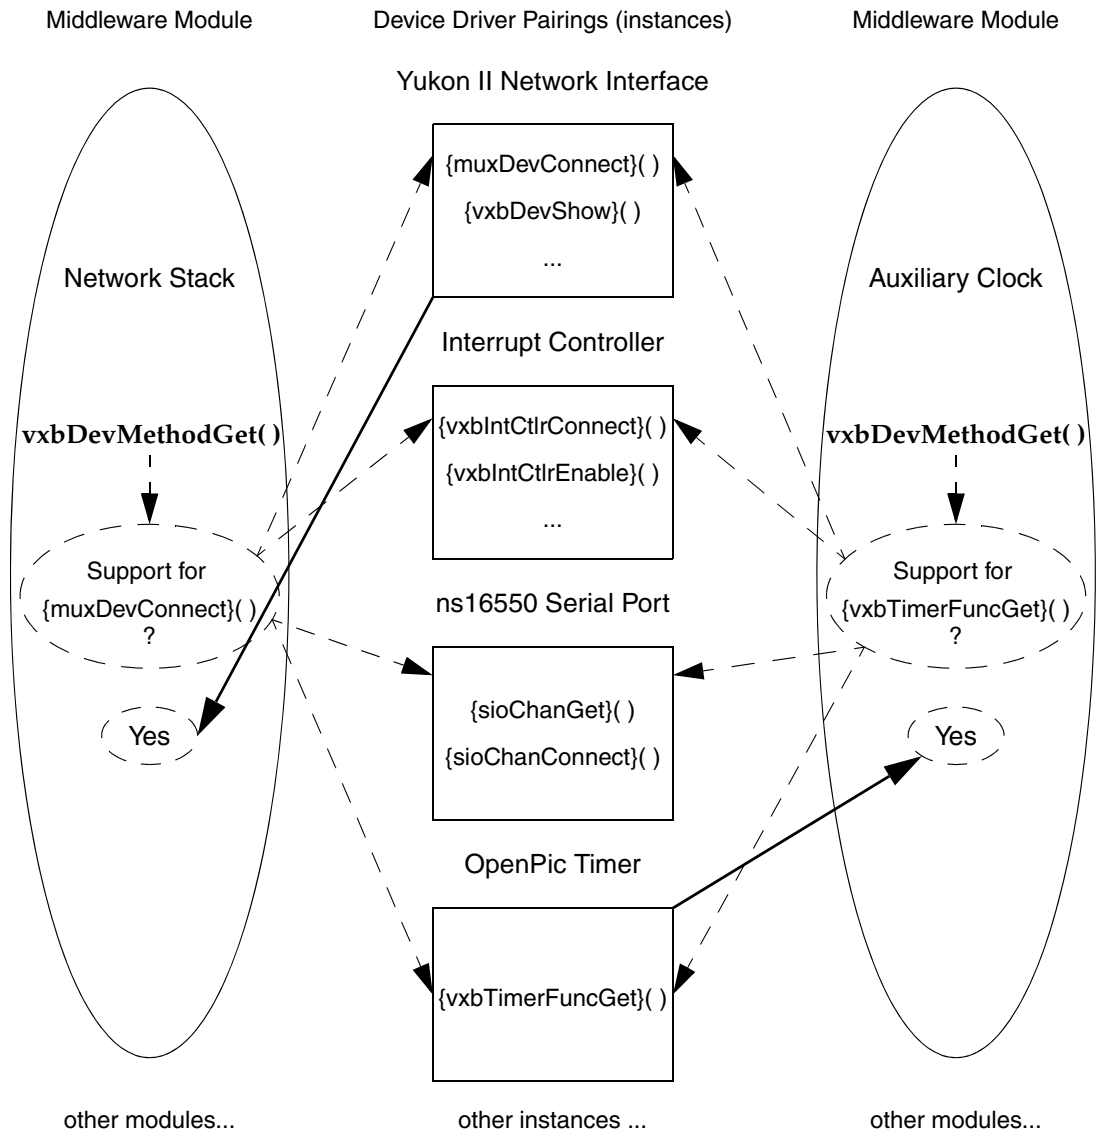 Middleware Module
Device Driver Pairings (instances)
Middleware Module
Yukon II Network Interface
{muxDevConnect}( )
{vxbDevShow}( )
...
Network Stack
Auxiliary Clock
Interrupt Controller
vxbDevMethodGet( )
{vxbIntCtlrConnect}( )
{vxbIntCtlrEnable}( )
...
vxbDevMethodGet( )
Support for
{muxDevConnect}( )
?
ns16550 Serial Port
Support for
{vxbTimerFuncGet}( )
?
Yes
{sioChanGet}( )
{sioChanConnect}( )
Yes
OpenPic Timer
{vxbTimerFuncGet}( )
other modules...
other instances ...
other modules...